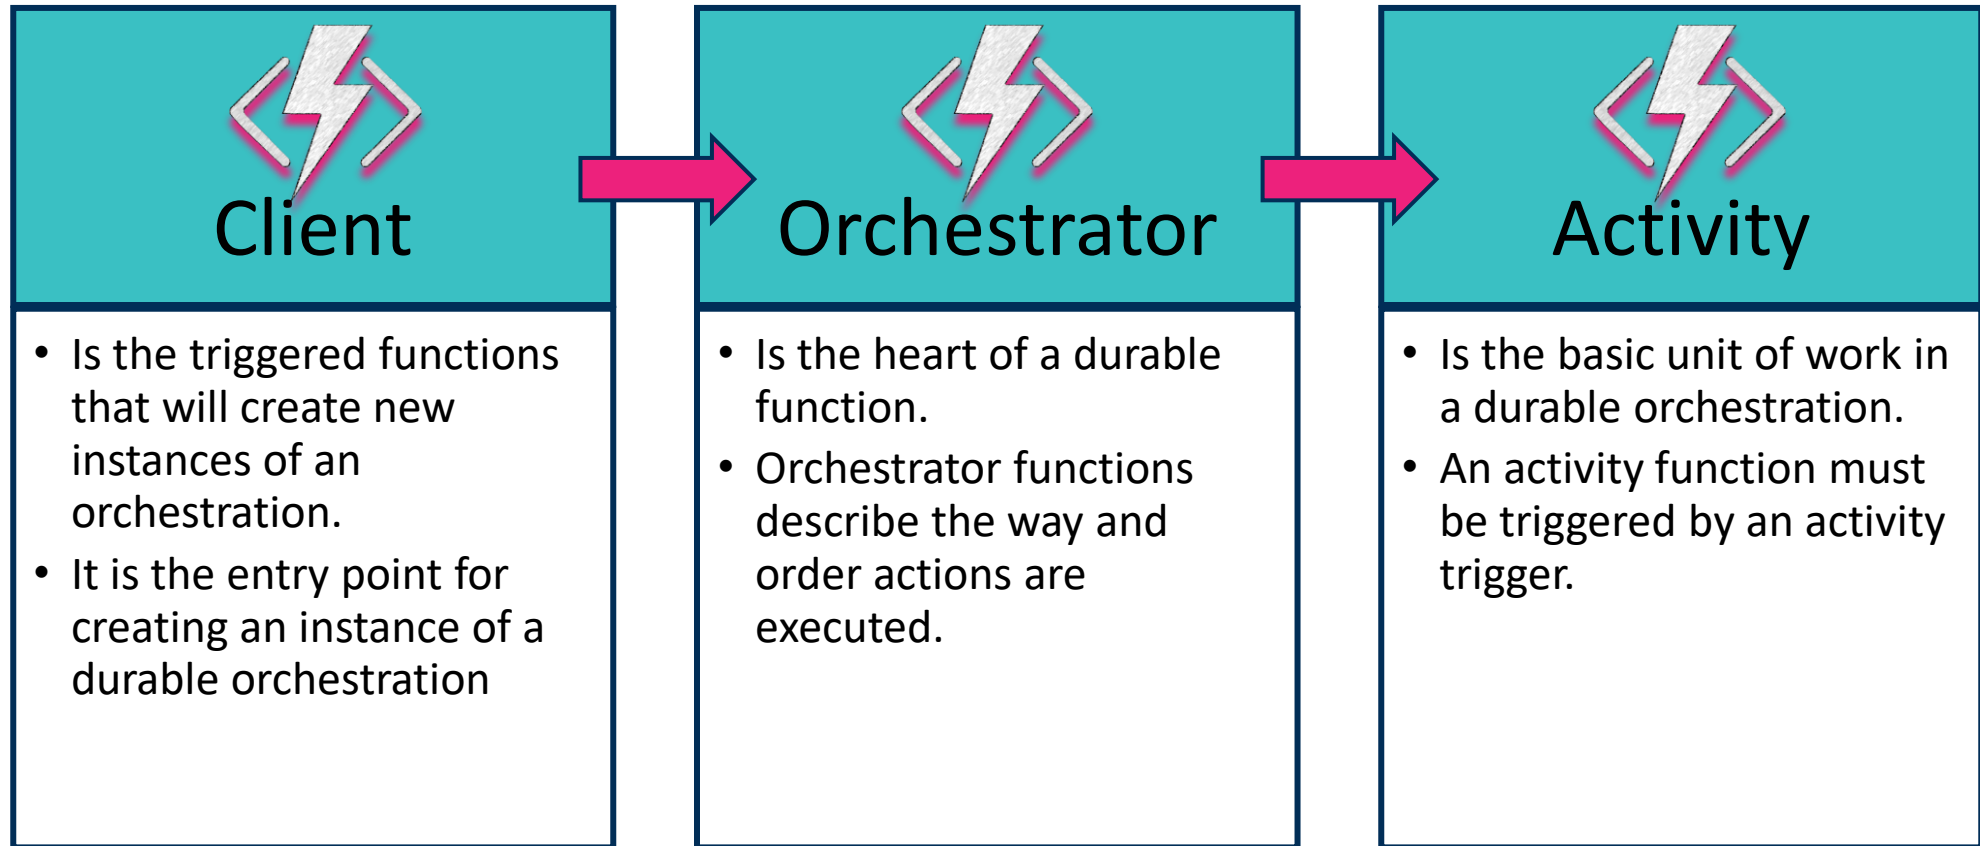 Client
• Is the triggered functions
that will create new
instances of an
orchestration.
• It is the entry point for
creating an instance of a
durable orchestration
Orchestrator
• Is the heart of a durable
function.
• Orchestrator functions
describe the way and
order actions are
executed.
Activity
• Is the basic unit of work in
a durable orchestration.
• An activity function must
be triggered by an activity
trigger.